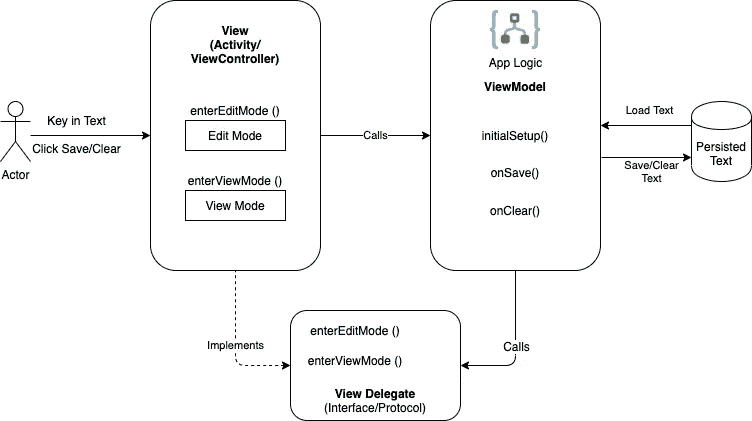 View
(Activity/
ViewController)
enterEditMode ()
Edit Mode
enterViewMode ()
View Mode
Key in Text
Click Save/Clear
Actor
Calls
App Logic
ViewModel
initialSetup()
onSave()
onClear()
Load Text
Save/Clear
Text
Persisted
Text
Implements
Calls
enterEditMode ()
enterViewMode ()
View Delegate
(Interface/Protocol)